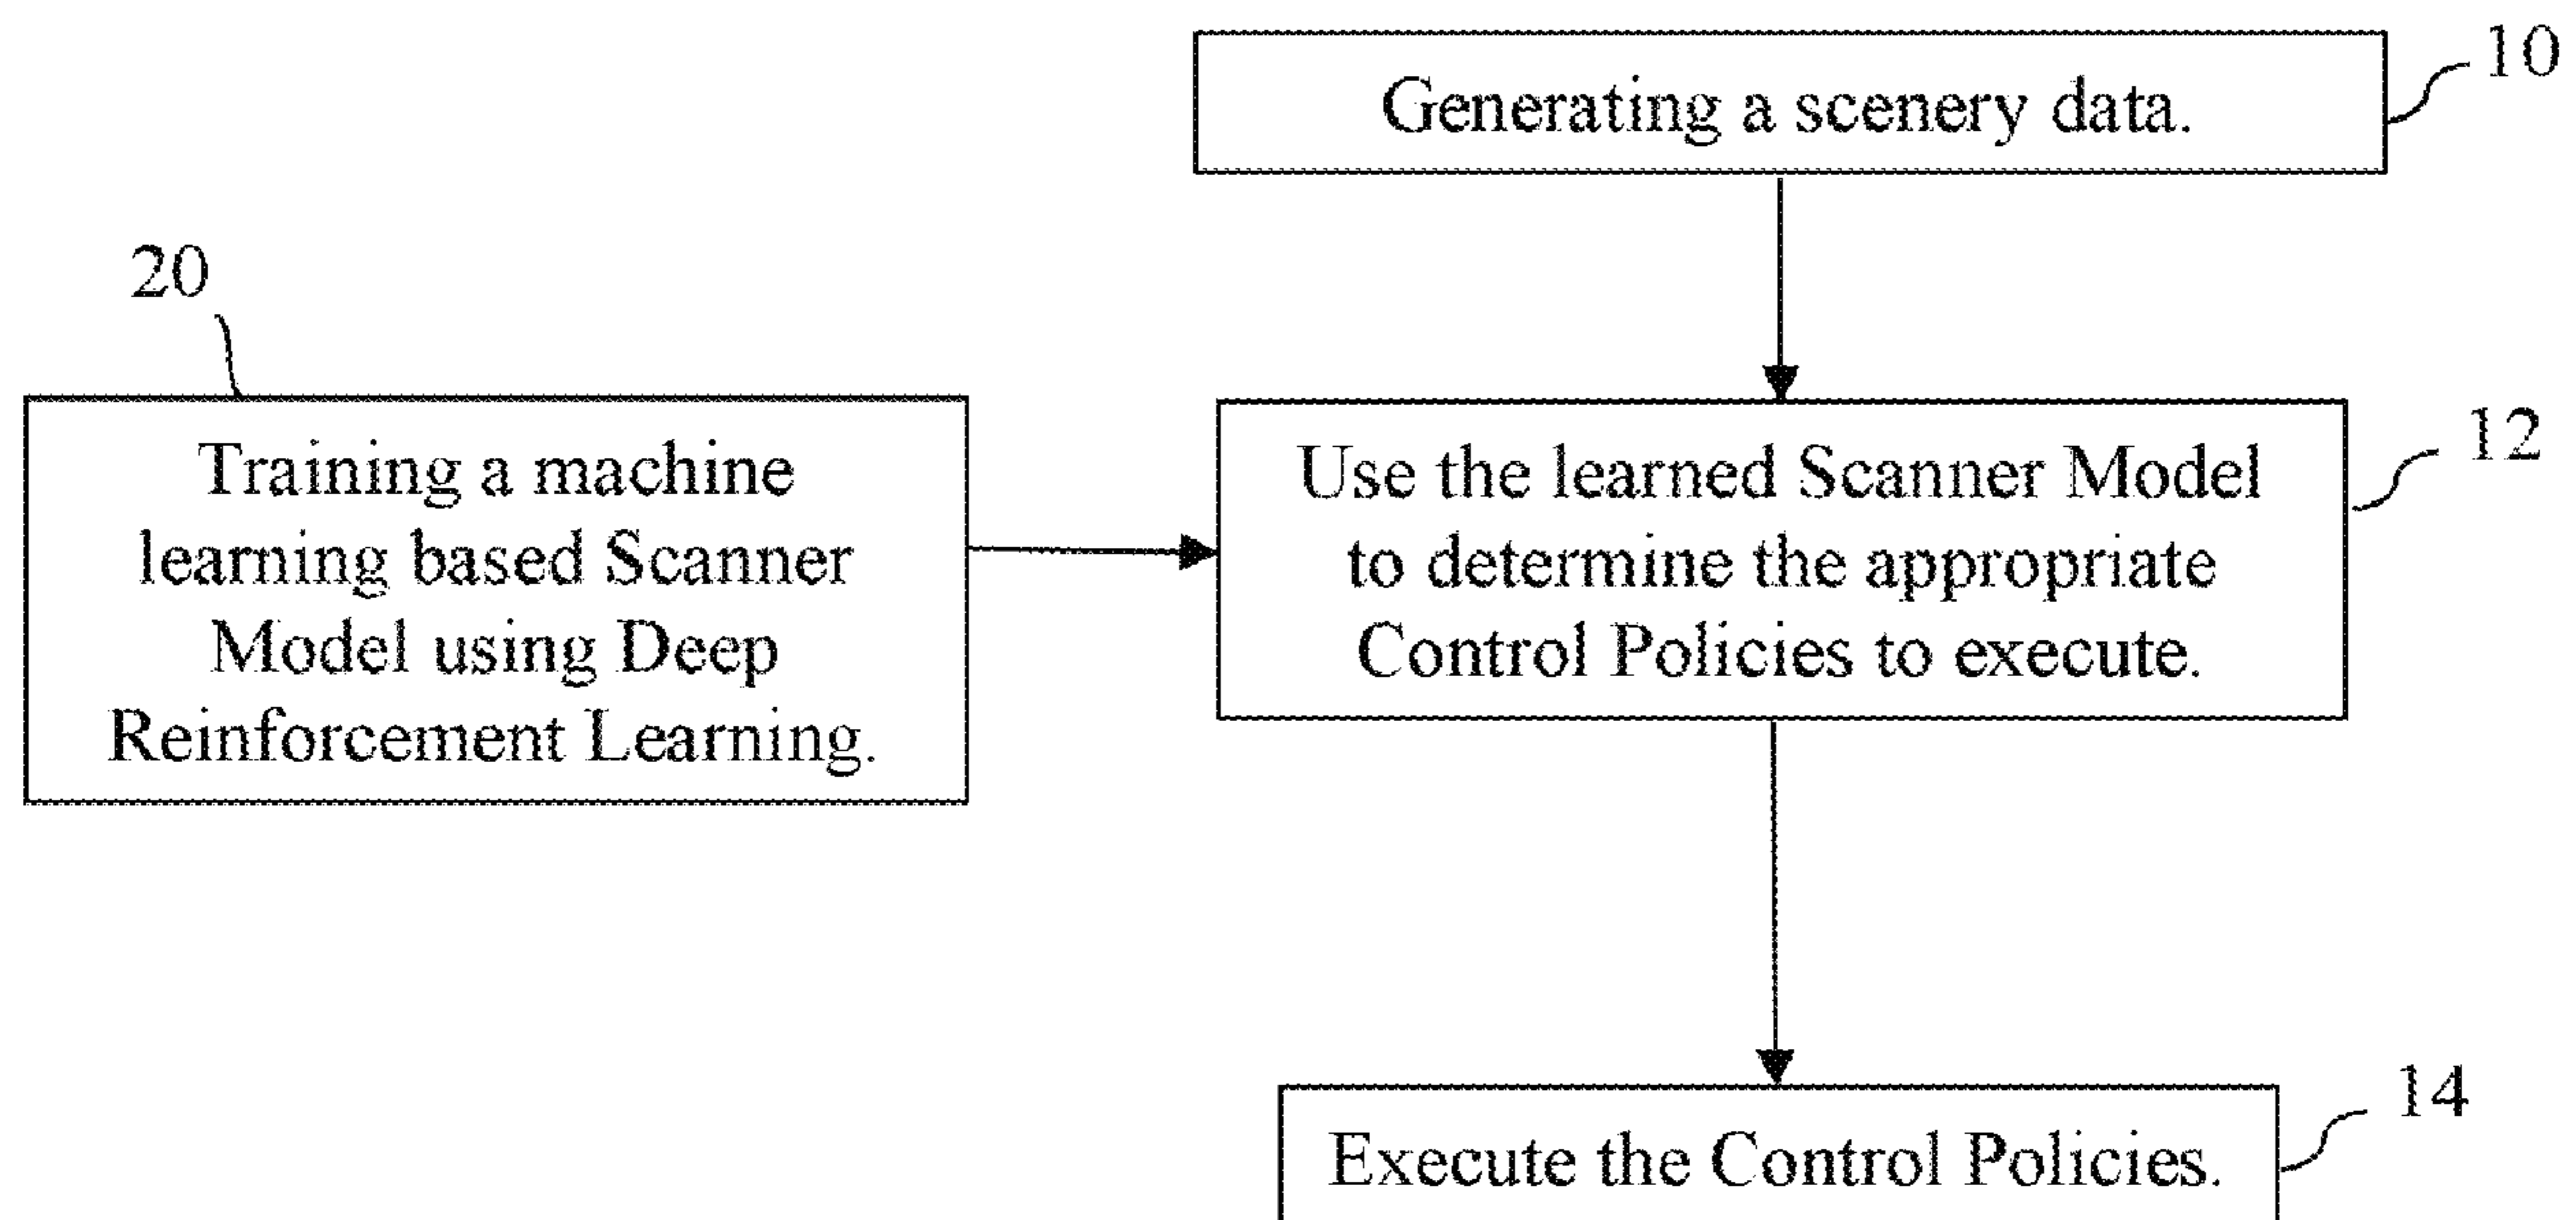 10
Generating a scenery data.
20
Training a machine
learning based Scanner
Model using Deep
Reinforcement Learning.
12
Use the learned Scanner Model
to determine the appropriate
Control Policies to execute.
14
Execute the Control Policies.